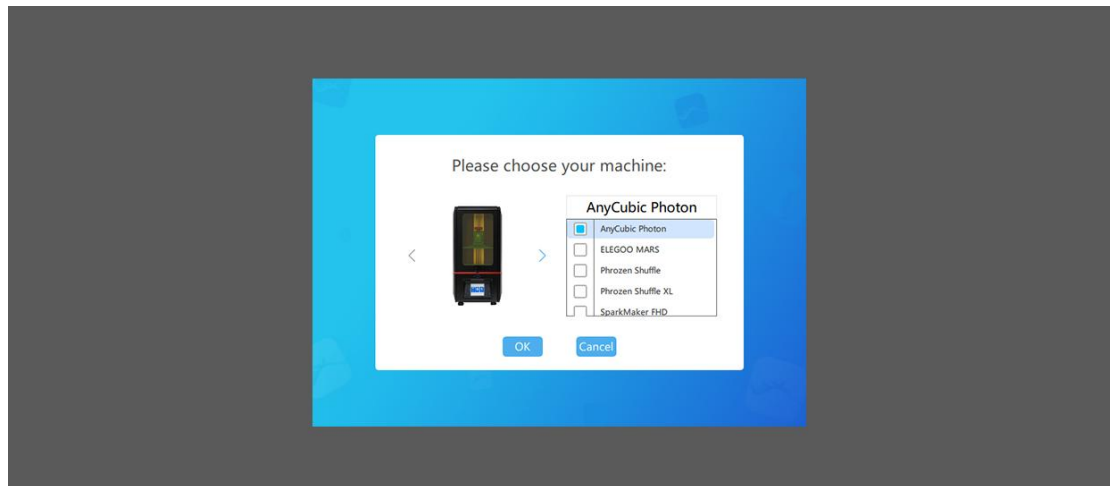 Please choose your machine:
AnyCubic Photon
AnyCubic Photon
ELEGOO MARS
Phrozen Shuffle
Phrozen Shuffle XL
SparkMaker FHD
OK
Cancel